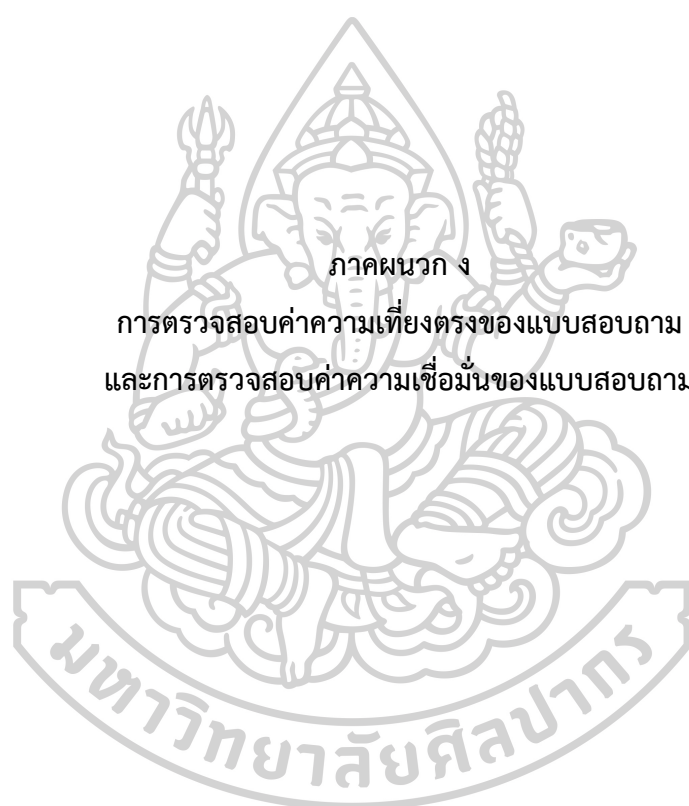 ภาคผนวก ง
การตรวจสอบค่าความเที่ยงตรงของแบบสอบถาม
และการตรวจสอบค่าความเชื่อมั่นของแบบสอบถาม
มหาวิทยาลัยศิลปากร